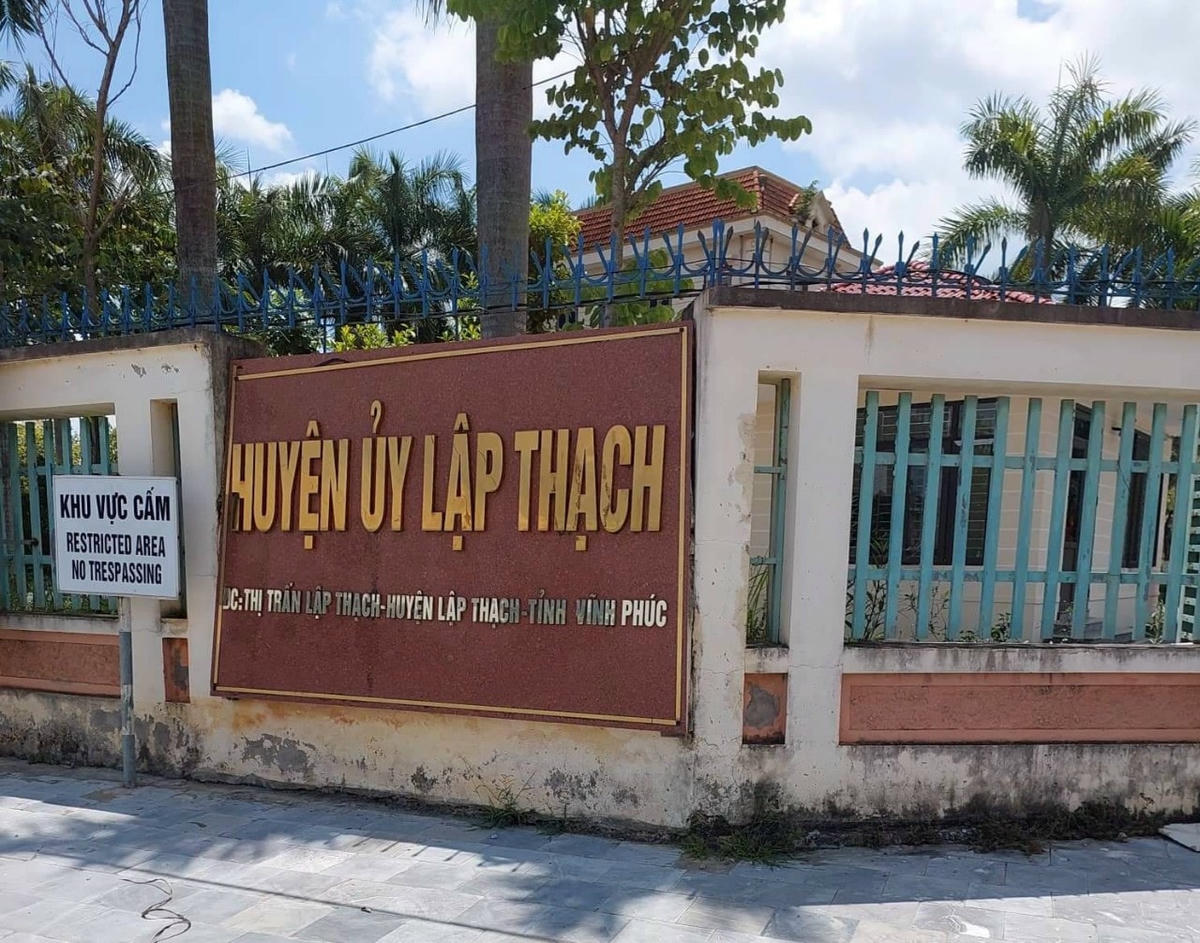 HUYỆN ỦY LẬP THẠCH
ĐC:THỊ TRẤN LẬP THẠCH-HUYỆN LẬP THẠCH-TỈNH VĨNH PHÚC
KHU VỰC CẤM
RESTRICTED AREA
NO TRESPASSING